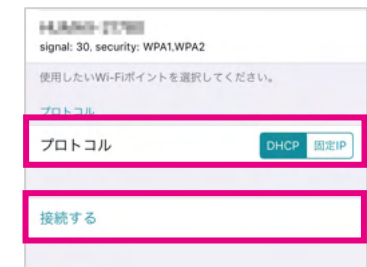 signal: 30, security: WPA1,WPA2
使用したいWi-Fiポイントを選択してください。
プロトコル
プロトコル
DHCP 固定IP
接続する